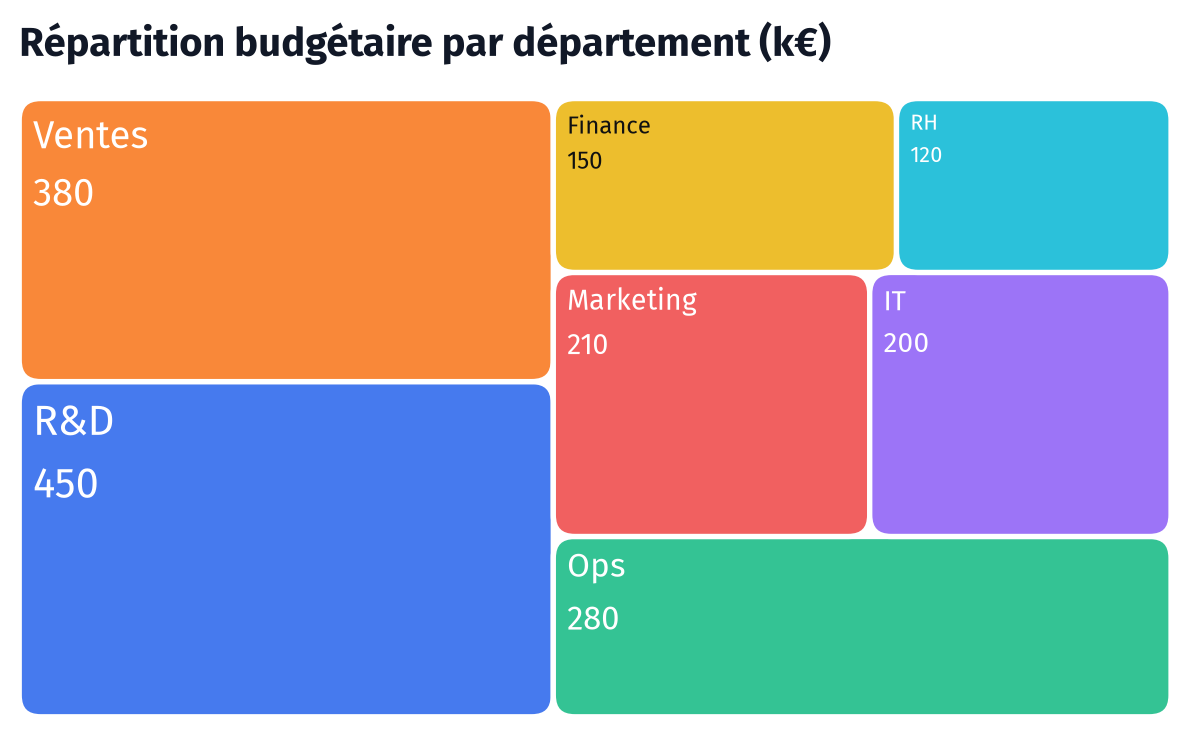 Répartition budgétaire par département (k€)
Ventes
380
Finance
150
RH
120
Marketing
210
IT
200
R&D
450
Ops
280